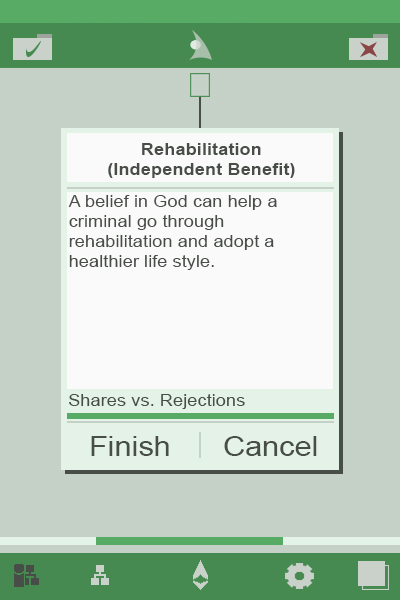 Rehabilitation
(Independent Benefit)
A belief in God can help a
criminal go through
rehabilitation and adopt a
healthier life style.
Shares vs. Rejections
Finish
Cancel